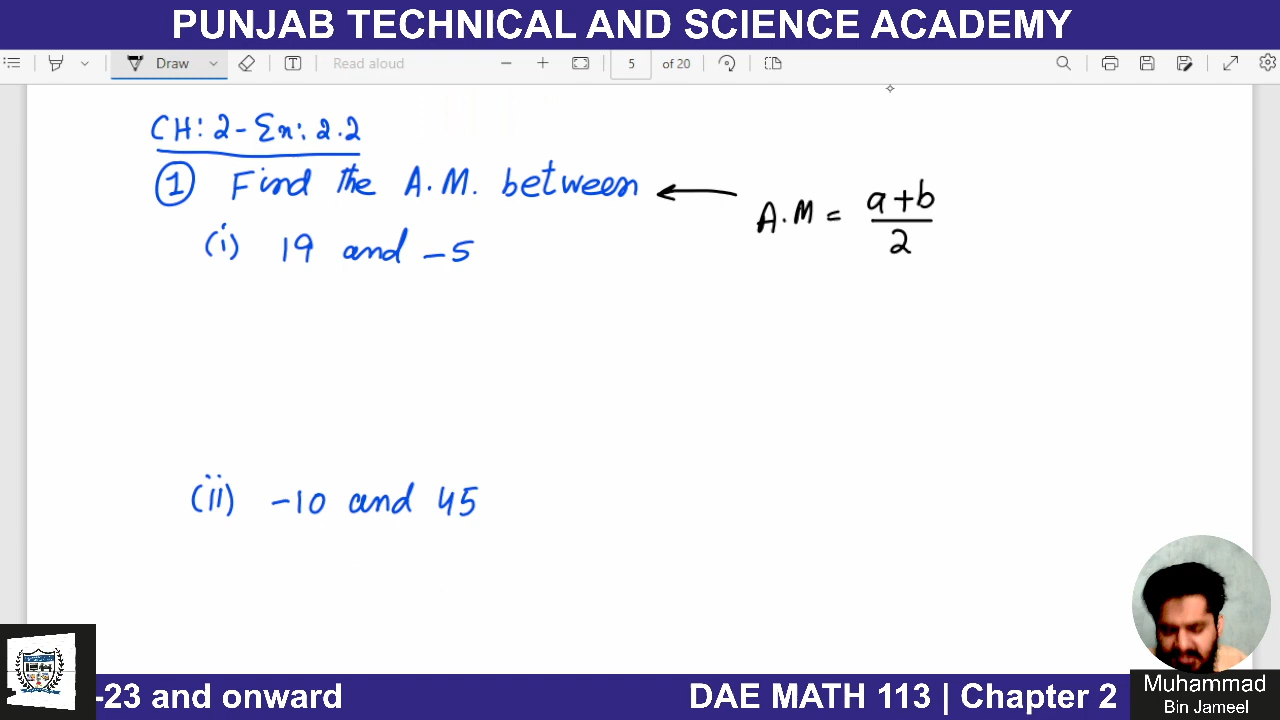 PUNJAB TECHNICAL AND SCIENCE ACADEMY
Draw Read aloud 5 of 20
CH: 2 - Ex: 2.2
① Find the A.M. between ← A.M = a+b/2
(i) 19 and -5
(ii) -10 and 45
-23 and onward DAE MATH 113 | Chapter 2
Muhammad
Bin Jameel